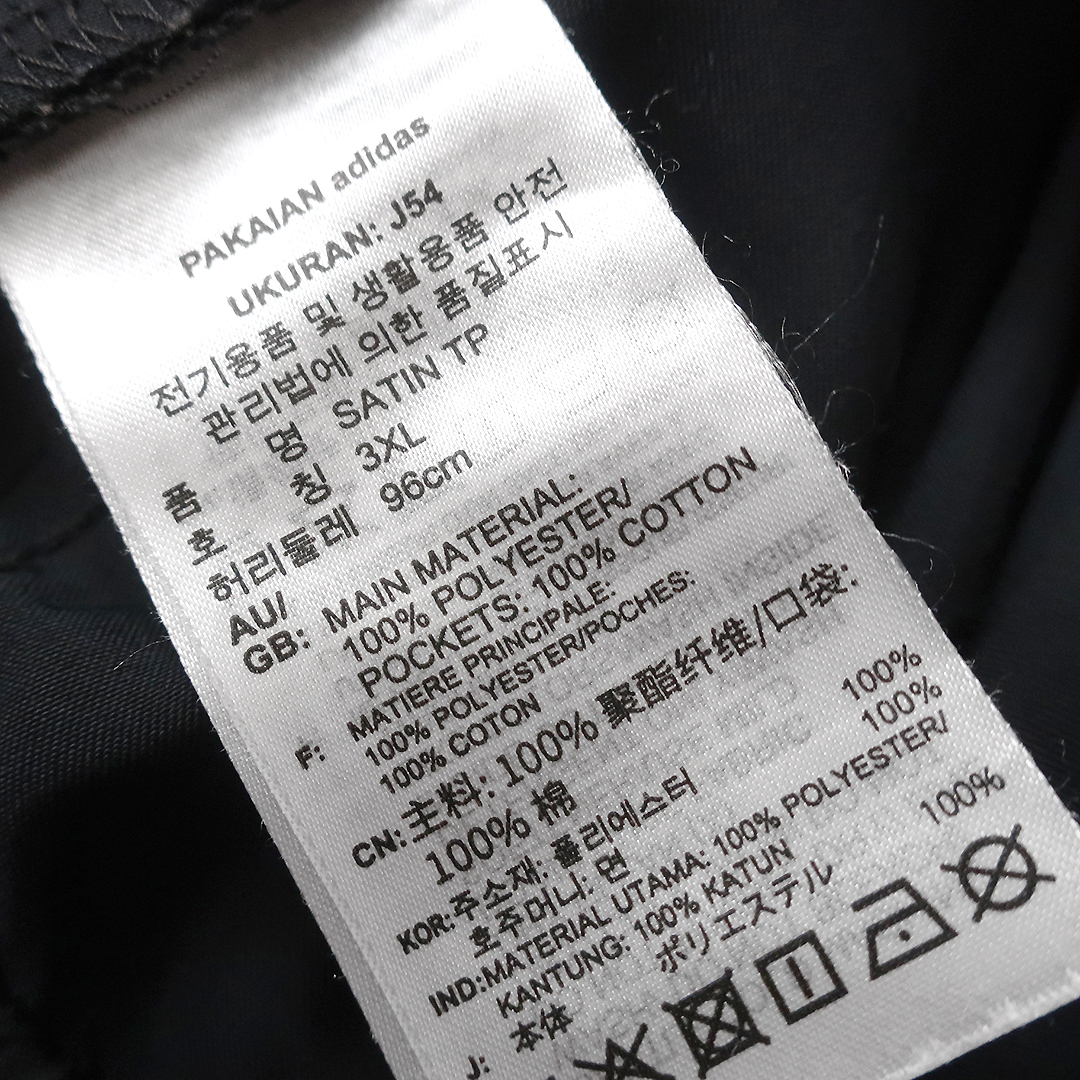 PAKAIAN adidas
UKURAN: J54
전기용품 및 생활용품 안전
관리법에 의한 품질표시
품 명 SATIN TP
호 칭 3XL
허리둘레 96cm
AU/
GB: MAIN MATERIAL:
100% POLYESTER/
POCKETS: 100% COTTON
F: MATIERE PRINCIPALE:
100% POLYESTER/POCHES:
100% COTON
CN: 主料: 100% 聚酯纤维/口袋:
100% 棉
KOR: 주소재: 폴리에스터 100%
호주머니: 면 100%
IND: MATERIAL UTAMA: 100% POLYESTER/
KANTUNG: 100% KATUN
J: 本体 ポリエステル 100%